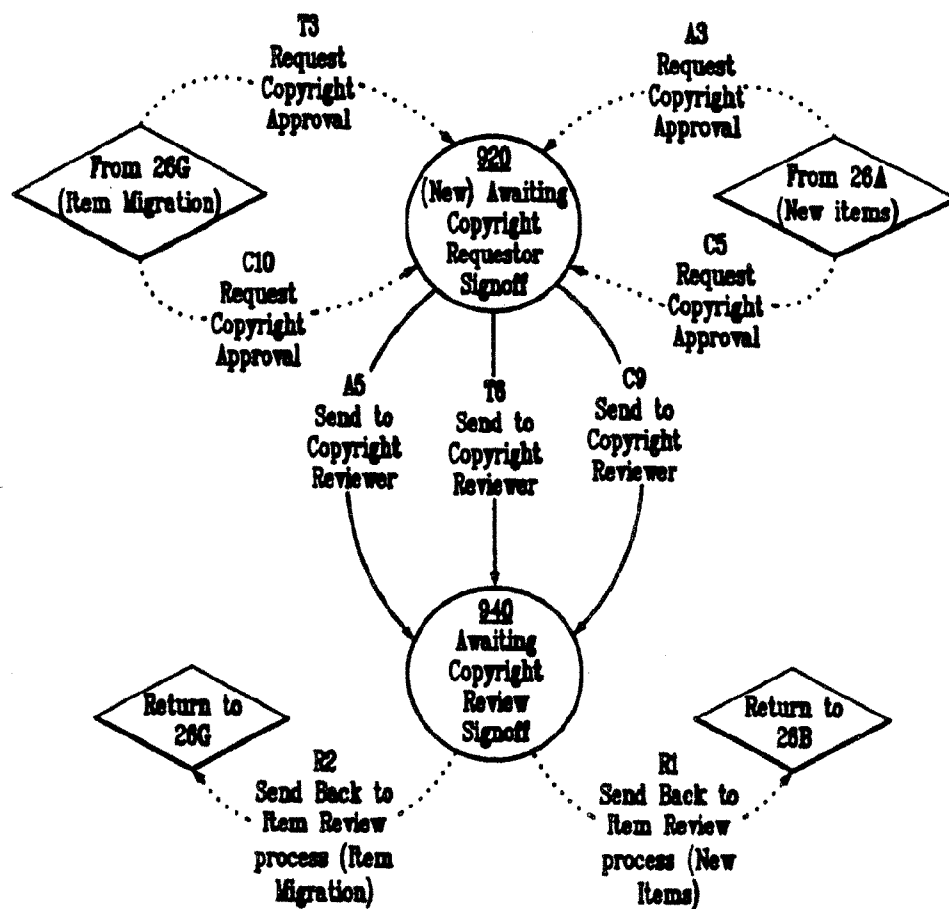 T3
Request
Copyright
Approval
A3
Request
Copyright
Approval
From 26G
(Item Migration)
920
(New) Awaiting
Copyright
Requestor
Signoff
From 26A
(New items)
C10
Request
Copyright
Approval
C5
Request
Copyright
Approval
A5
Send to
Copyright
Reviewer
T6
Send to
Copyright
Reviewer
C9
Send to
Copyright
Reviewer
940
Awaiting
Copyright
Review
Signoff
Return to
26G
Return to
26B
R2
Send Back to
Item Review
process (Item
Migration)
R1
Send Back to
Item Review
process (New
Items)